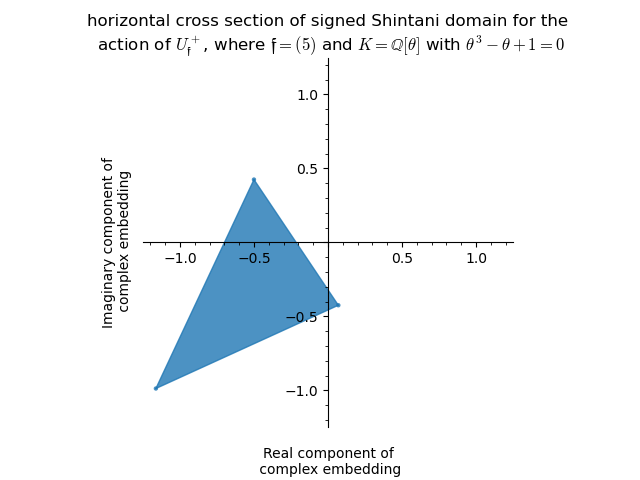 horizontal cross section of signed Shintani domain for the
action of $U_{\mathfrak{f}}^+$, where $\mathfrak{f} = (5)$ and $K = \mathbb{Q}[\theta]$ with $\theta^3 - \theta + 1 = 0$
1.0
0.5
−1.0
−0.5
0.5
1.0
−0.5
−1.0
Imaginary component of
complex embedding
Real component of
complex embedding